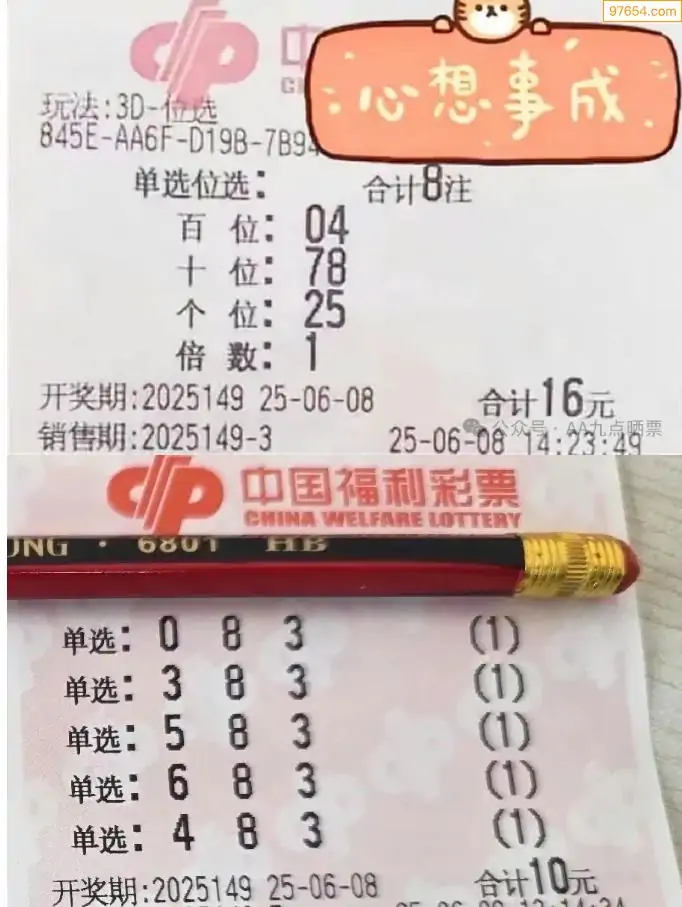 97654.com
心想事成
中
玩法:3D-位选
845E-AA6F-D19B-7B94
单选位选: 合计8注
百 位: 04
十 位: 78
个 位: 25
倍 数: 1
开奖期:2025149 25-06-08 合计16元
公众号·AA九点晒票
销售期:2025149-3 25-06-08 14:23:49
中国福利彩票
CHINA WELFARE LOTTERY
UNG · 6801 HB
单选: 0 8 3 (1)
单选: 3 8 3 (1)
单选: 5 8 3 (1)
单选: 6 8 3 (1)
单选: 4 8 3 (1)
开奖期:2025149 25-06-08 合计10元